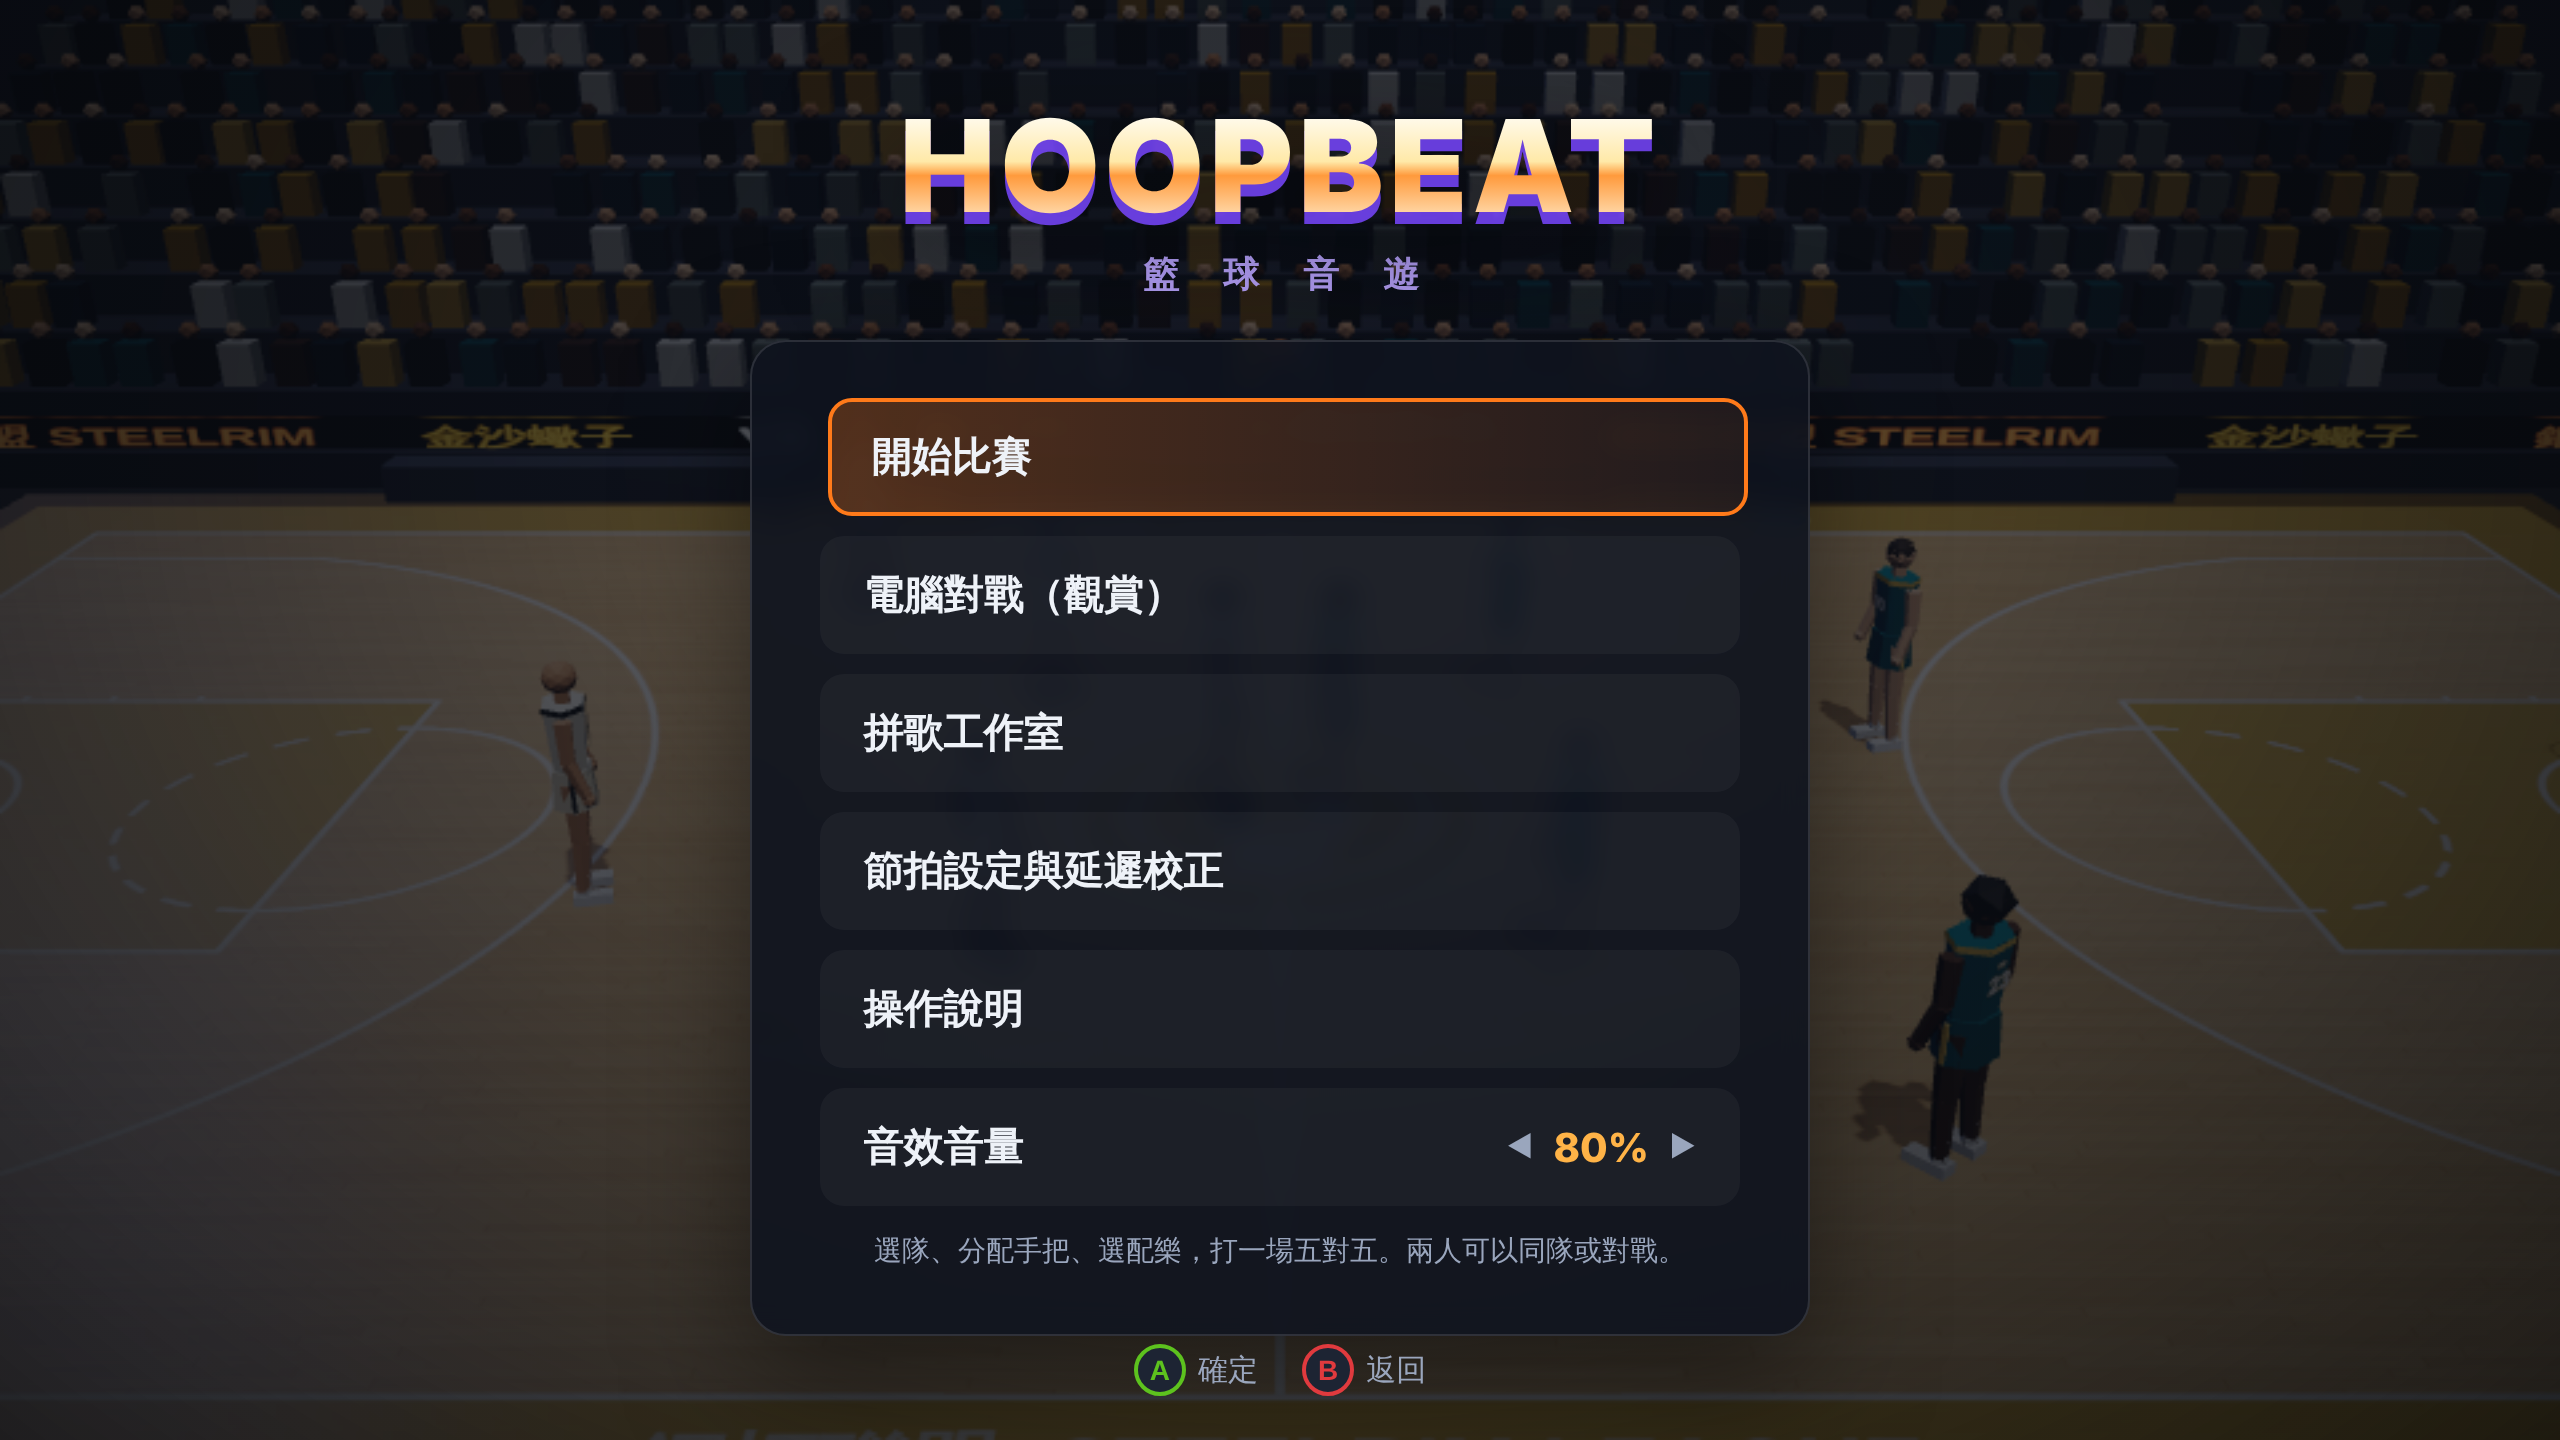 HOOPBEAT
籃球音遊
STEELRIM 金沙蠍子
STEELRIM 金沙蠍子
開始比賽
電腦對戰（觀賞）
拼歌工作室
節拍設定與延遲校正
操作說明
音效音量 ◀ 80% ▶
選隊、分配手把、選配樂，打一場五對五。兩人可以同隊或對戰。
A 確定 B 返回